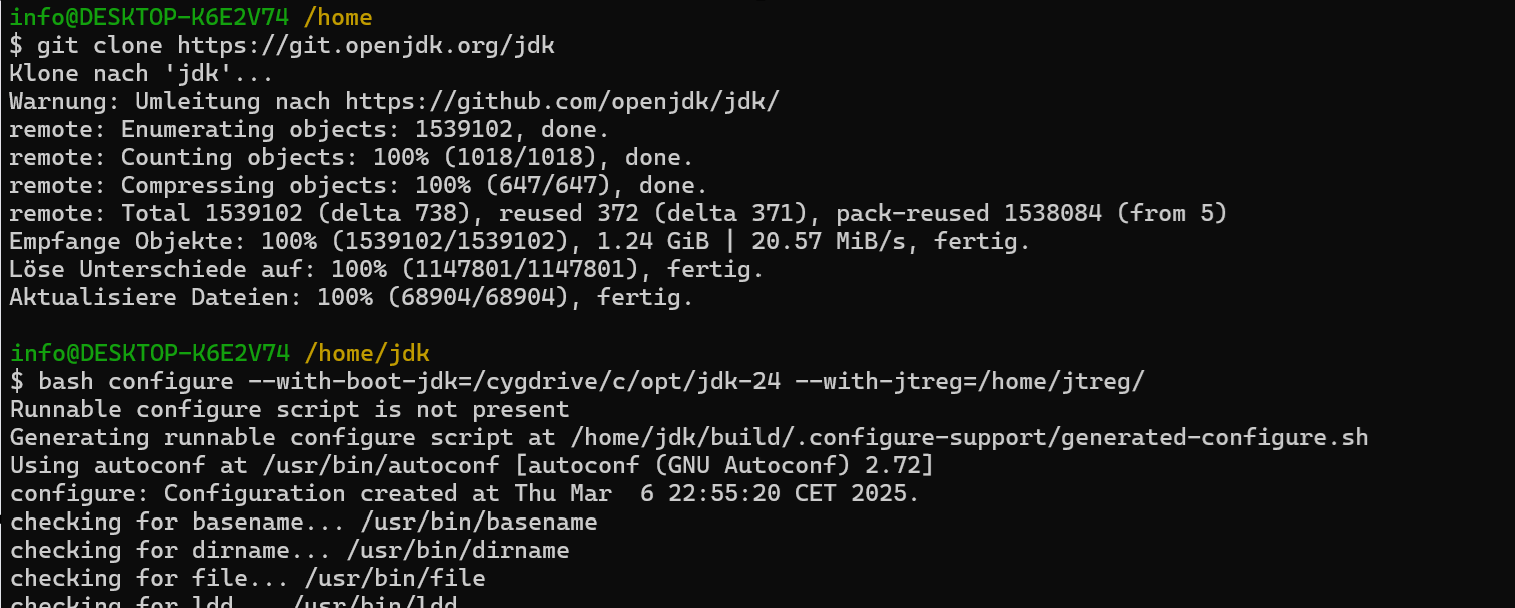 info@DESKTOP-K6E2V74 /home
$ git clone https://git.openjdk.org/jdk
Klone nach 'jdk'...
Warnung: Umleitung nach https://github.com/openjdk/jdk/
remote: Enumerating objects: 1539102, done.
remote: Counting objects: 100% (1018/1018), done.
remote: Compressing objects: 100% (647/647), done.
remote: Total 1539102 (delta 738), reused 372 (delta 371), pack-reused 1538084 (from 5)
Empfange Objekte: 100% (1539102/1539102), 1.24 GiB | 20.57 MiB/s, fertig.
Löse Unterschiede auf: 100% (1147801/1147801), fertig.
Aktualisiere Dateien: 100% (68904/68904), fertig.
info@DESKTOP-K6E2V74 /home/jdk
$ bash configure --with-boot-jdk=/cygdrive/c/opt/jdk-24 --with-jtreg=/home/jtreg/
Runnable configure script is not present
Generating runnable configure script at /home/jdk/build/.configure-support/generated-configure.sh
Using autoconf at /usr/bin/autoconf [autoconf (GNU Autoconf) 2.72]
configure: Configuration created at Thu Mar  6 22:55:20 CET 2025.
checking for basename... /usr/bin/basename
checking for dirname... /usr/bin/dirname
checking for file... /usr/bin/file
checking for ldd... /usr/bin/ldd